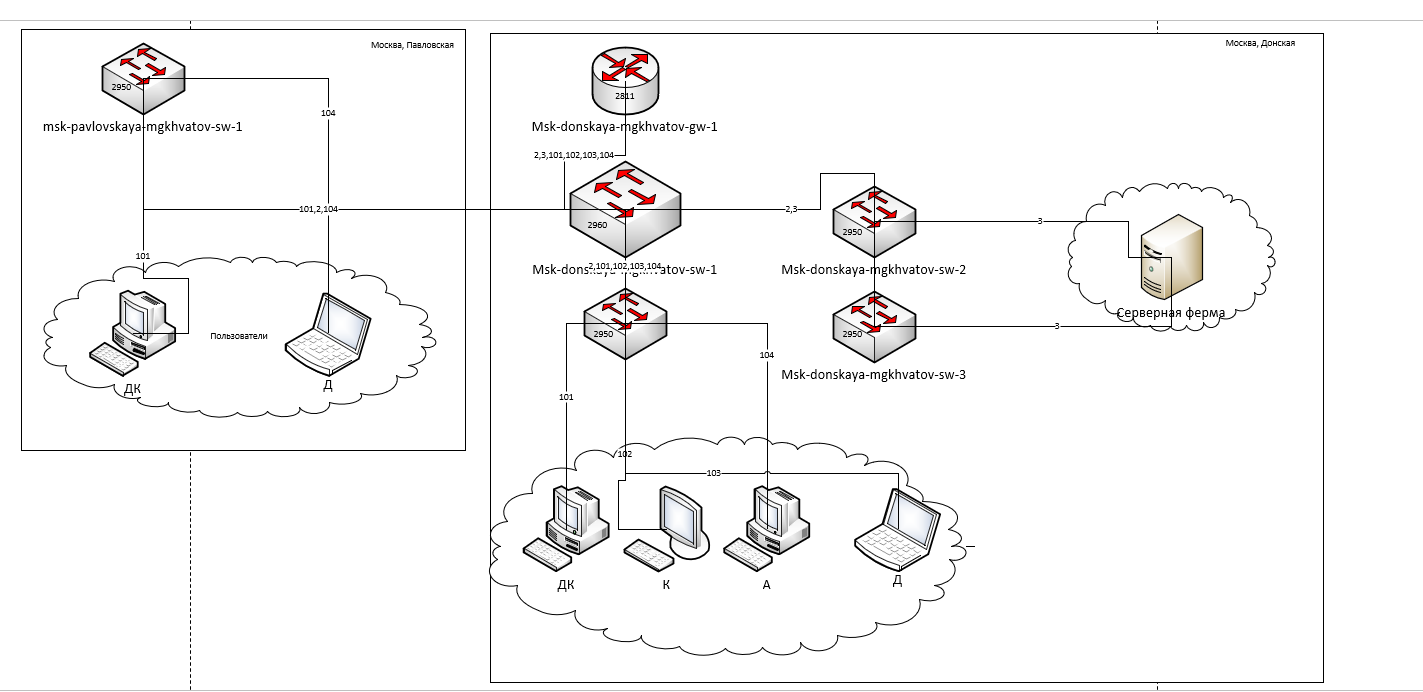 Москва, Павловская
2950
msk-pavlovskaya-mgkhvatov-sw-1
104
101,2,104
101
Пользователи
ДК
Д
Москва, Донская
2811
Msk-donskaya-mgkhvatov-gw-1
2,3,101,102,103,104
2960
Msk-donskaya-mgkhvatov-sw-1
2,101,102,103,104
2,3
2950
Msk-donskaya-mgkhvatov-sw-2
3
Серверная ферма
2950
2950
3
Msk-donskaya-mgkhvatov-sw-3
104
101
102
103
ДК
К
А
Д